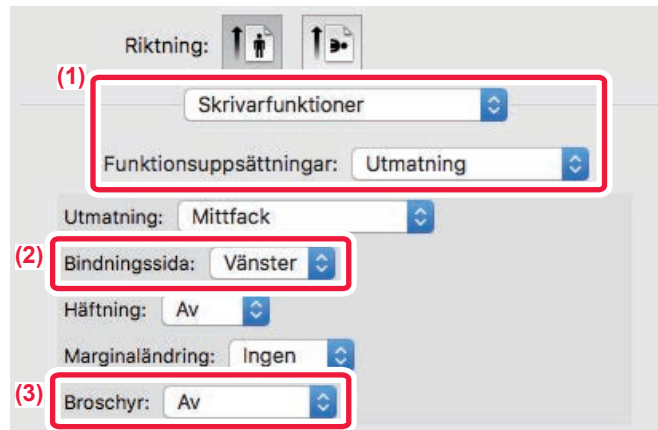 Riktning:
(1)
Skrivarfunktioner
Funktionsuppsättningar: Utmatning
Utmatning: Mittfack
(2) Bindningssida: Vänster
Häftning: Av
Marginaländring: Ingen
(3) Broschyr: Av